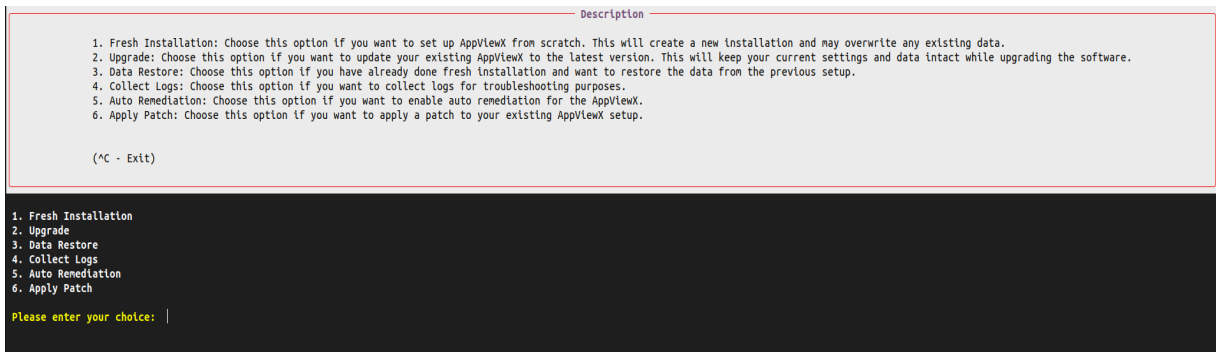 Description
1. Fresh Installation: Choose this option if you want to set up AppViewX from scratch. This will create a new installation and may overwrite any existing data.
2. Upgrade: Choose this option if you want to update your existing AppViewX to the latest version. This will keep your current settings and data intact while upgrading the software.
3. Data Restore: Choose this option if you have already done fresh installation and want to restore the data from the previous setup.
4. Collect Logs: Choose this option if you want to collect logs for troubleshooting purposes.
5. Auto Remediation: Choose this option if you want to enable auto remediation for the AppViewX.
6. Apply Patch: Choose this option if you want to apply a patch to your existing AppViewX setup.
(^C - Exit)
1. Fresh Installation
2. Upgrade
3. Data Restore
4. Collect Logs
5. Auto Remediation
6. Apply Patch
Please enter your choice: